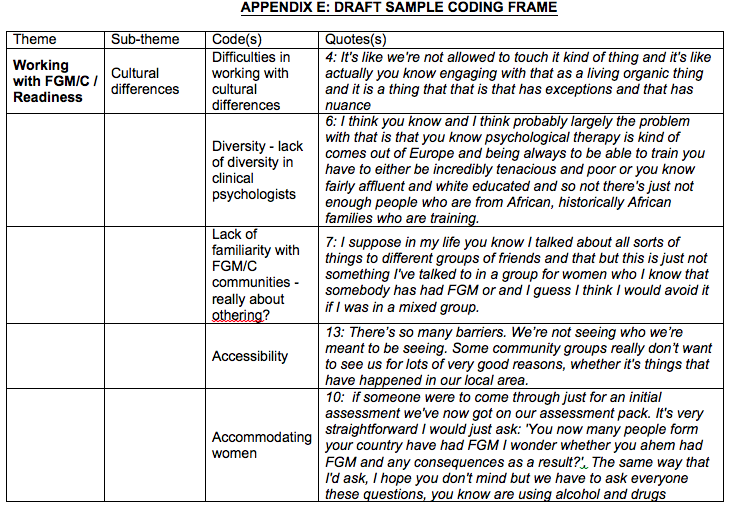 APPENDIX E: DRAFT SAMPLE CODING FRAME
Theme Sub-theme Code(s) Quotes(s)
Working with FGM/C / Readiness
Cultural differences
Difficulties in
working with
cultural
differences
4: It's like we're not allowed to touch it kind of thing and it's like
actually you know engaging with that as a living organic thing
and it is a thing that that is that has exceptions and that has
nuance
Diversity - lack
of diversity in
clinical
psychologists
6: I think you know and I think probably largely the problem
with that is that you know psychological therapy is kind of
comes out of Europe and being always to be able to train you
have to either be incredibly tenacious and poor or you know
fairly affluent and white educated and so not there's just not
enough people who are from African, historically African
families who are training.
Lack of
familiarity with
FGM/C
communities -
really about
othering?
7: I suppose in my life you know I talked about all sorts of
things to different groups of friends and that but this is just not
something I've talked to in a group for women who I know that
somebody has had FGM or and I guess I think I would avoid it
if I was in a mixed group.
Accessibility
13: There's so many barriers. We're not seeing who we're
meant to be seeing. Some community groups really don't want
to see us for lots of very good reasons, whether it's things that
have happened in our local area.
Accommodating
women
10:  if someone were to come through just for an initial
assessment we've now got on our assessment pack. It's very
straightforward I would just ask: 'You now many people form
your country have had FGM I wonder whether you ahem had
FGM and any consequences as a result?'. The same way that
I'd ask, I hope you don't mind but we have to ask everyone
these questions, you know are using alcohol and drugs